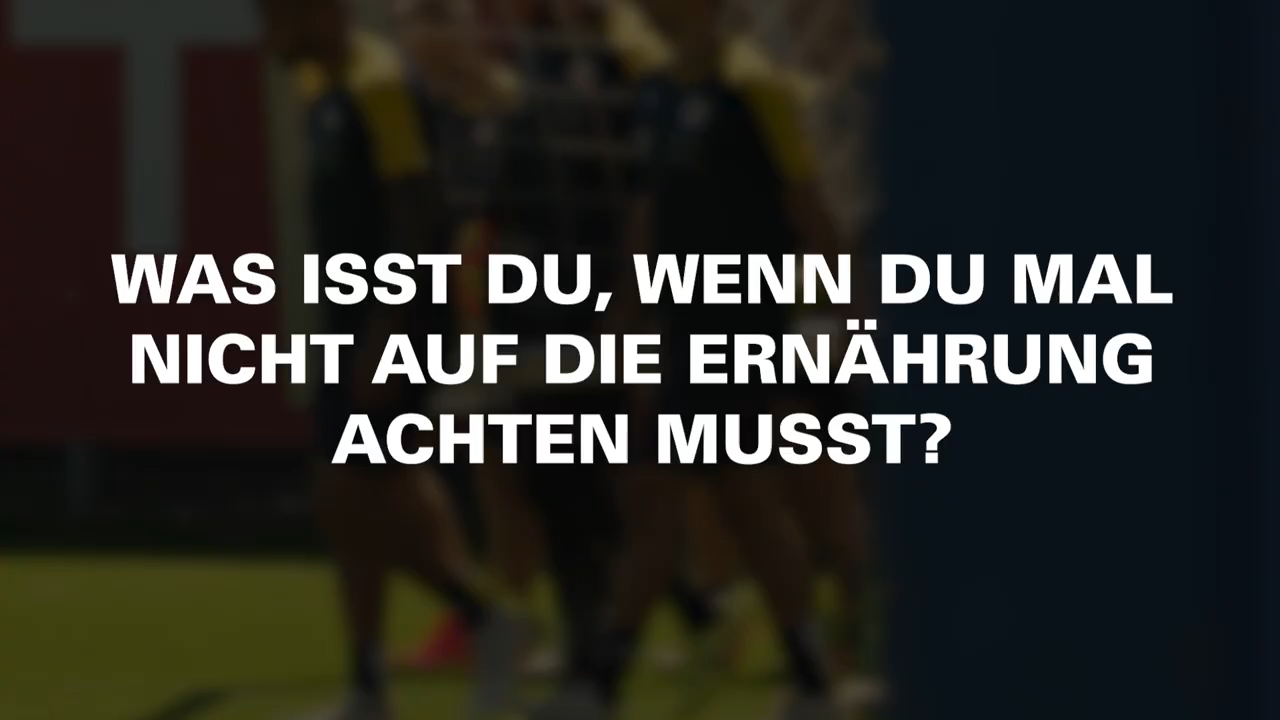 WAS ISST DU, WENN DU MAL
NICHT AUF DIE ERNÄHRUNG
ACHTEN MUSST?